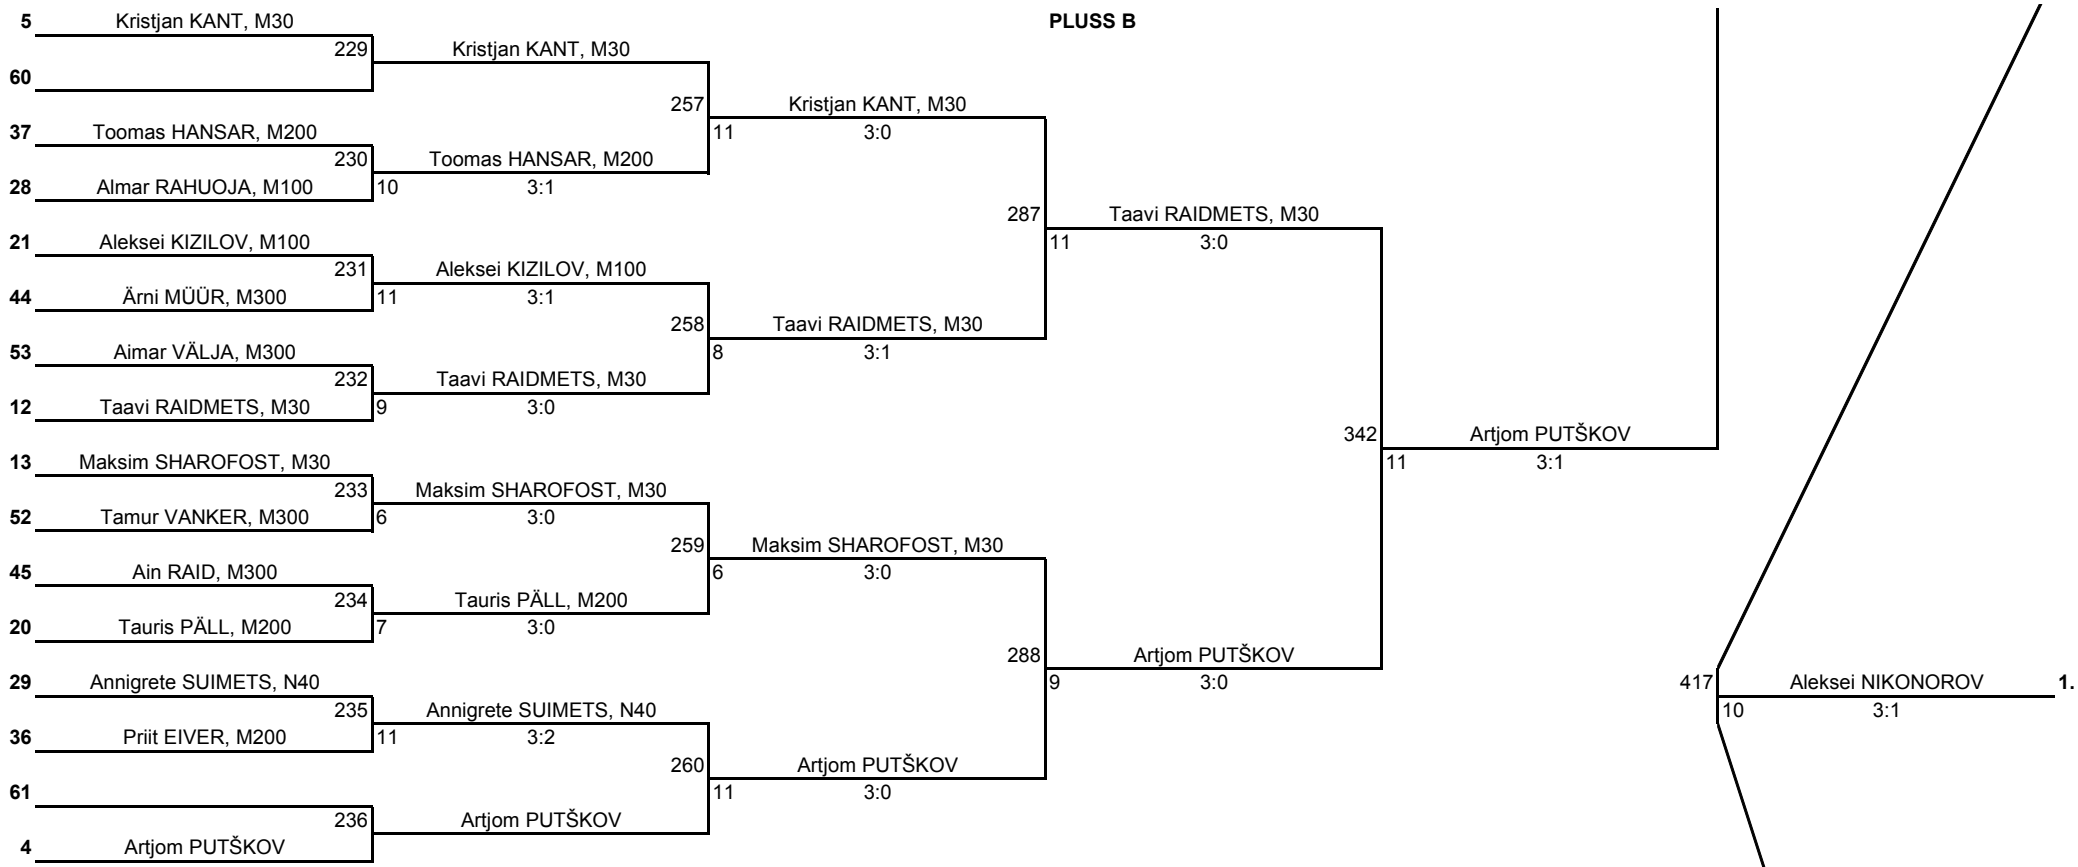 5 Kristjan KANT, M30 PLUSS B
229 Kristjan KANT, M30
60
257 Kristjan KANT, M30
37 Toomas HANSAR, M200 11 3:0
230 Toomas HANSAR, M200
28 Almar RAHUOJA, M100 10 3:1
287 Taavi RAIDMETS, M30
21 Aleksei KIZILOV, M100 11 3:0
231 Aleksei KIZILOV, M100
44 Ärni MÜÜR, M300 11 3:1
258 Taavi RAIDMETS, M30
53 Aimar VÄLJA, M300 8 3:1
232 Taavi RAIDMETS, M30
12 Taavi RAIDMETS, M30 9 3:0
342 Artjom PUTŠKOV
13 Maksim SHAROFOST, M30 11 3:1
233 Maksim SHAROFOST, M30
52 Tamur VANKER, M300 6 3:0
259 Maksim SHAROFOST, M30
45 Ain RAID, M300 6 3:0
234 Tauris PÄLL, M200
20 Tauris PÄLL, M200 7 3:0
288 Artjom PUTŠKOV
29 Annigrete SUIMETS, N40 9 3:0 417 Aleksei NIKONOROV 1.
235 Annigrete SUIMETS, N40 10 3:1
36 Priit EIVER, M200 11 3:2
260 Artjom PUTŠKOV
61 11 3:0
236 Artjom PUTŠKOV
4 Artjom PUTŠKOV